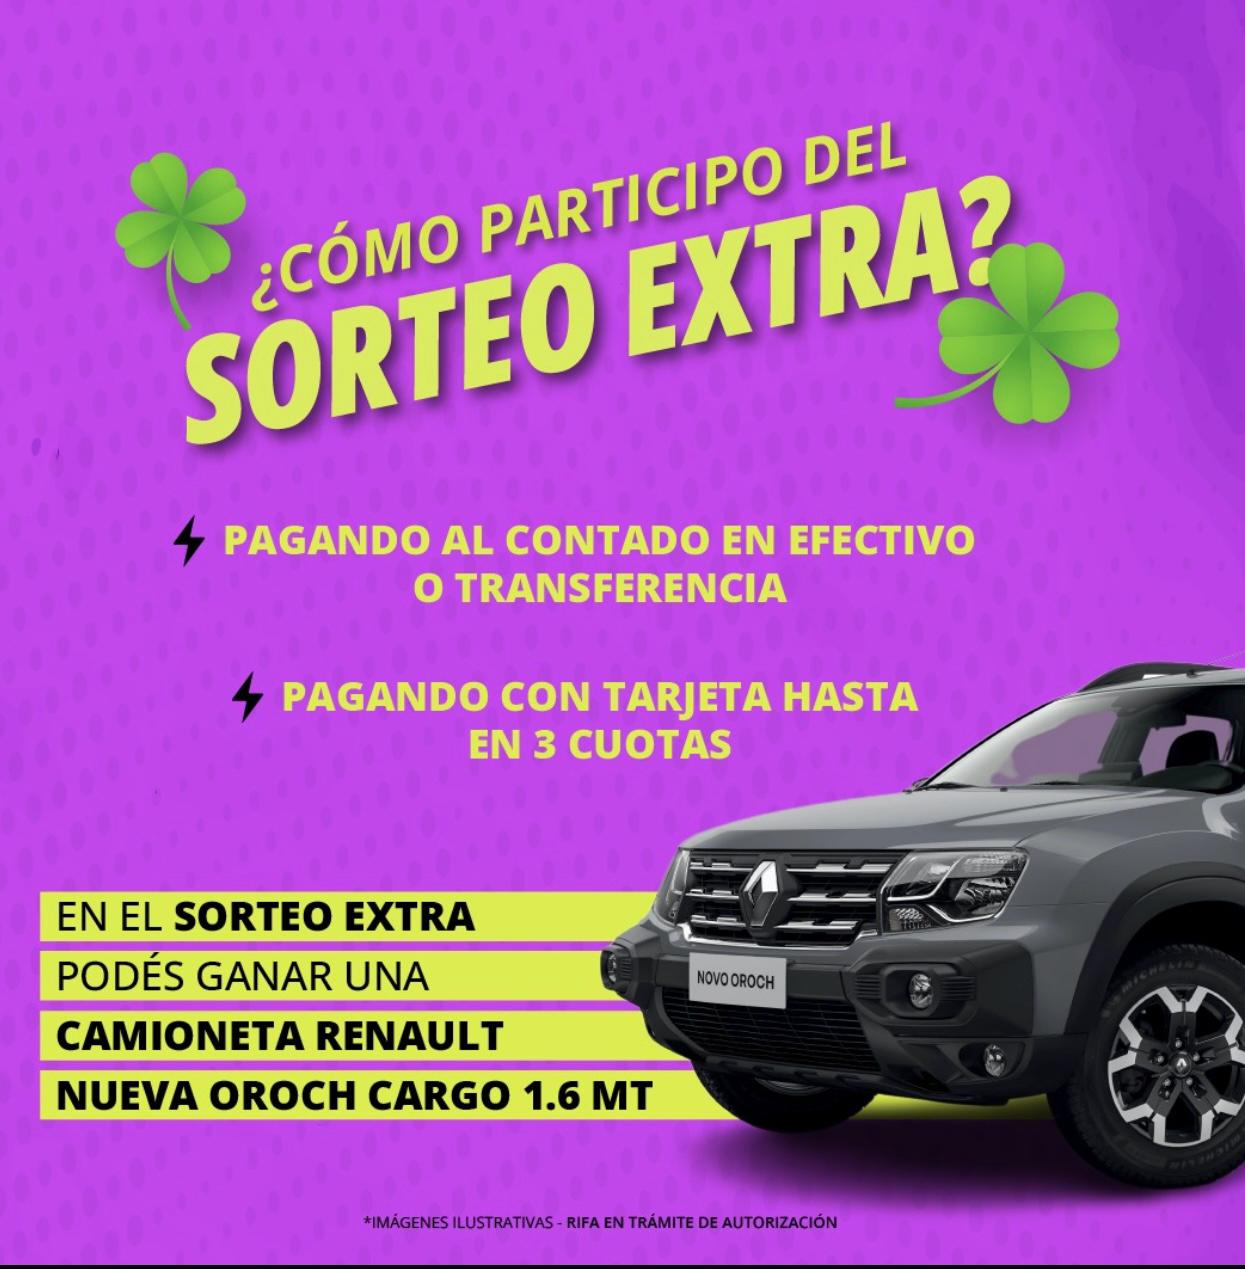 ¿CÓMO PARTICIPO DEL
SORTEO EXTRA?
PAGANDO AL CONTADO EN EFECTIVO
O TRANSFERENCIA
PAGANDO CON TARJETA HASTA
EN 3 CUOTAS
EN EL SORTEO EXTRA
PODÉS GANAR UNA
CAMIONETA RENAULT
NUEVA OROCH CARGO 1.6 MT
NOVO OROCH
MICHELIN
MICHELIN
*IMÁGENES ILUSTRATIVAS - RIFA EN TRÁMITE DE AUTORIZACIÓN